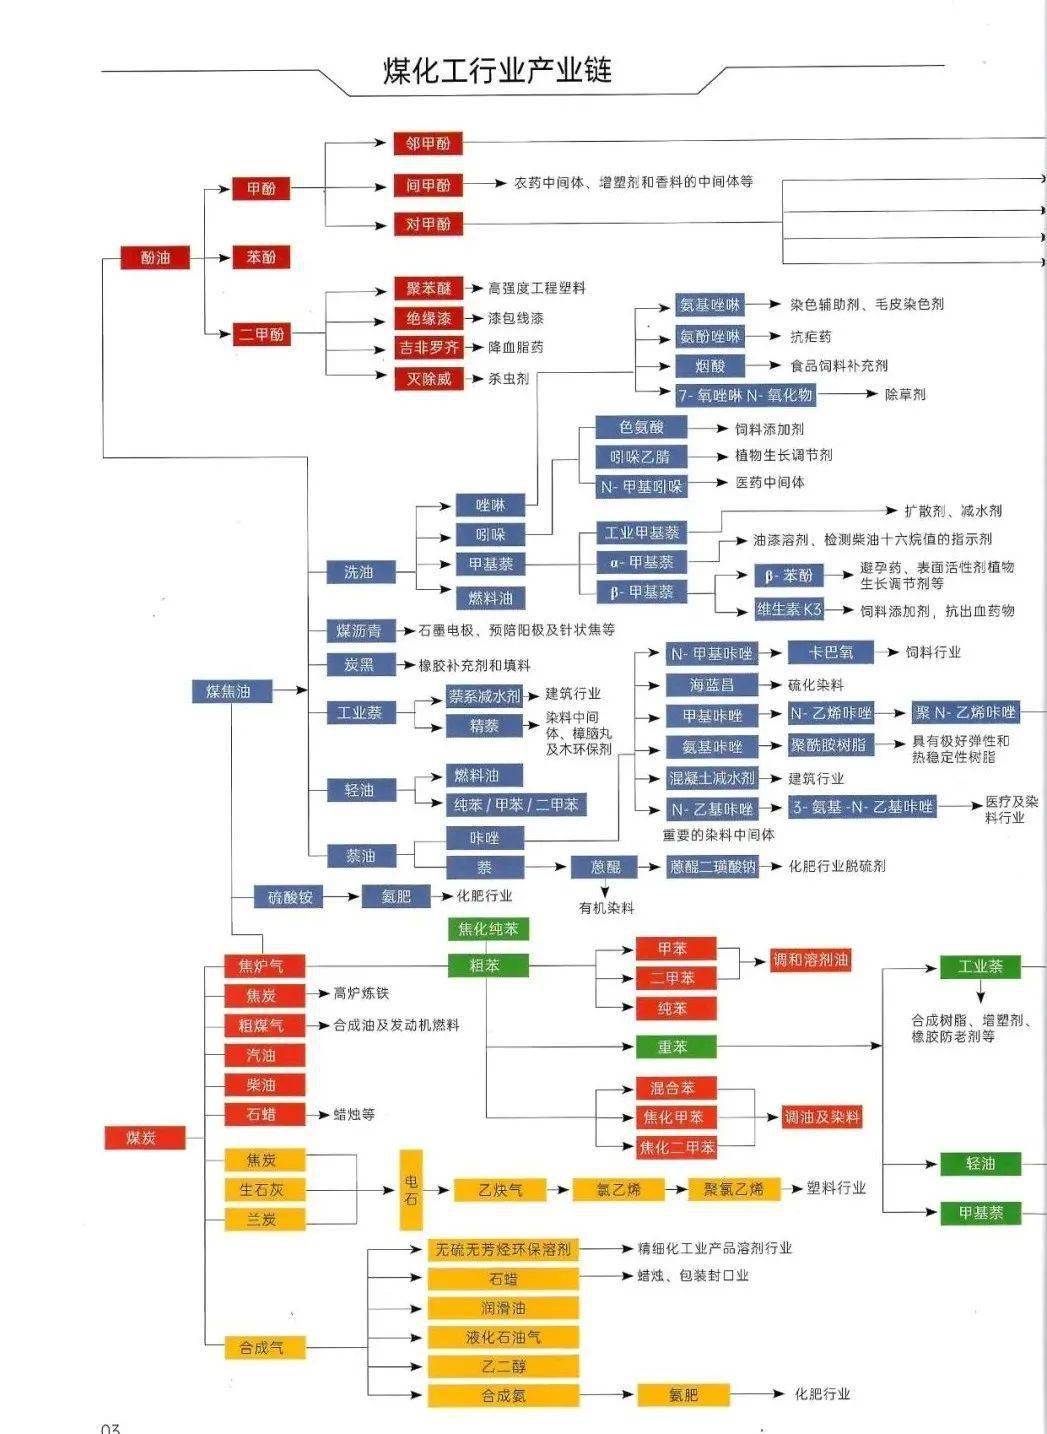 煤化工行业产业链
邻甲酚
甲酚
间甲酚
农药中间体、增塑剂和香料的中间体等
对甲酚
酚油
苯酚
聚苯醚
高强度工程塑料
绝缘漆
漆包线漆
二甲酚
吉非罗齐
降血脂药
灭除威
杀虫剂
氨基喹啉
染色辅助剂、毛皮染色剂
氨酚喹啉
抗疟药
烟酸
食品饲料补充剂
7-氧喹啉N-氧化物
除草剂
色氨酸
饲料添加剂
吲哚乙腈
植物生长调节剂
N-甲基吲哚
医药中间体
喹啉
吲哚
工业甲基萘
扩散剂、减水剂
洗油
甲基萘
α-甲基萘
油漆溶剂、检测柴油十六烷值的指示剂
燃料油
β-甲基萘
β-苯酚
避孕药、表面活性剂植物
生长调节剂等
维生素K3
饲料添加剂，抗出血药物
煤沥青
石墨电极、预陪阳极及针状焦等
炭黑
橡胶补充剂和填料
N-甲基咔唑
卡巴氧
饲料行业
煤焦油
海蓝昌
硫化染料
工业萘
萘系减水剂
建筑行业
精萘
染料中间
体、樟脑丸
及木环保剂
甲基咔唑
N-乙烯咔唑
聚N-乙烯咔唑
氨基咔唑
聚酰胺树脂
具有极好弹性和
热稳定性树脂
轻油
燃料油
混凝土减水剂
建筑行业
纯苯/甲苯/二甲苯
N-乙基咔唑
3-氨基-N-乙基咔唑
医疗及染
料行业
重要的染料中间体
萘油
咔唑
萘
蒽醌
蒽醌二磺酸钠
化肥行业脱硫剂
有机染料
硫酸铵
氨肥
化肥行业
焦化纯苯
焦炉气
粗苯
甲苯
二甲苯
调和溶剂油
纯苯
工业萘
合成树脂、增塑剂、
橡胶防老剂等
焦炭
高炉炼铁
粗煤气
合成油及发动机燃料
汽油
重苯
柴油
混合苯
石蜡
蜡烛等
焦化甲苯
调油及染料
焦化二甲苯
煤炭
轻油
甲基萘
焦炭
生石灰
兰炭
电
石
乙炔气
氯乙烯
聚氯乙烯
塑料行业
无硫无芳烃环保溶剂
精细化工业产品溶剂行业
石蜡
蜡烛、包装封口业
润滑油
合成气
液化石油气
乙二醇
合成氨
氨肥
化肥行业
03